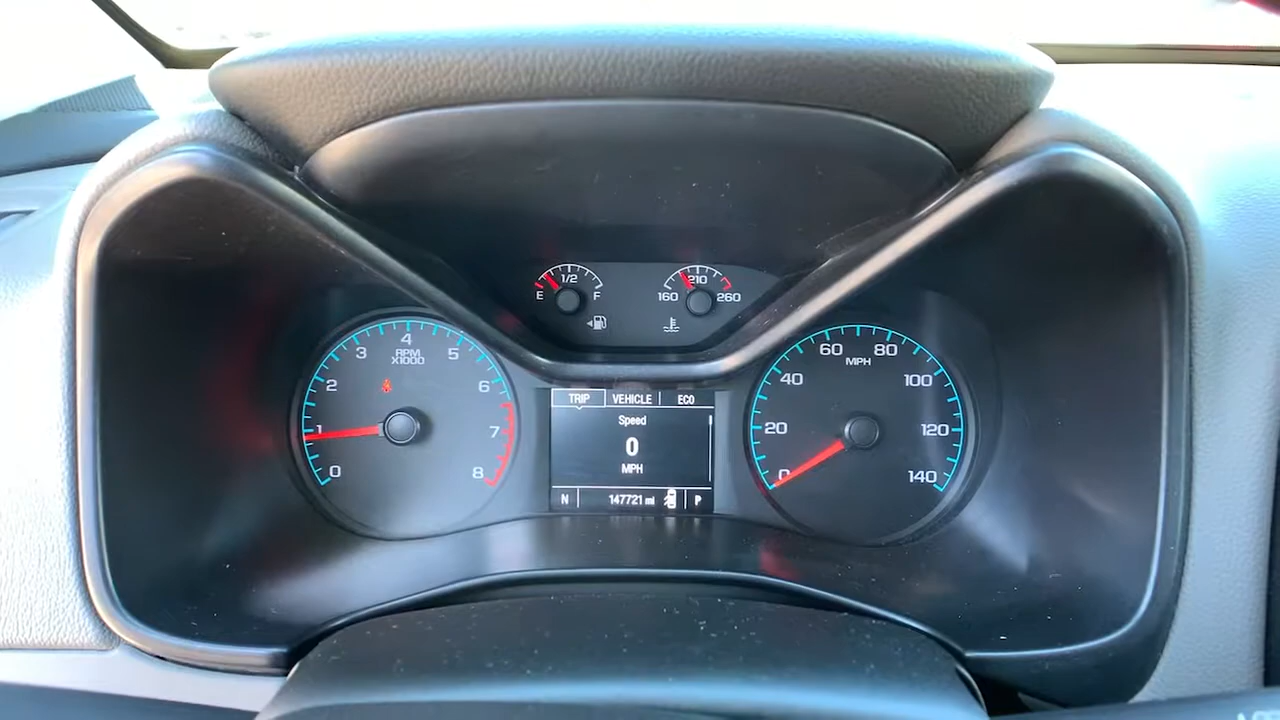 1/2
E F
210
160 260
0 1 2 3 4 5 6 7 8
RPM
X1000
TRIP VEHICLE ECO
Speed
0
MPH
N 147721 mi P
0 20 40 60 80 100 120 140
MPH